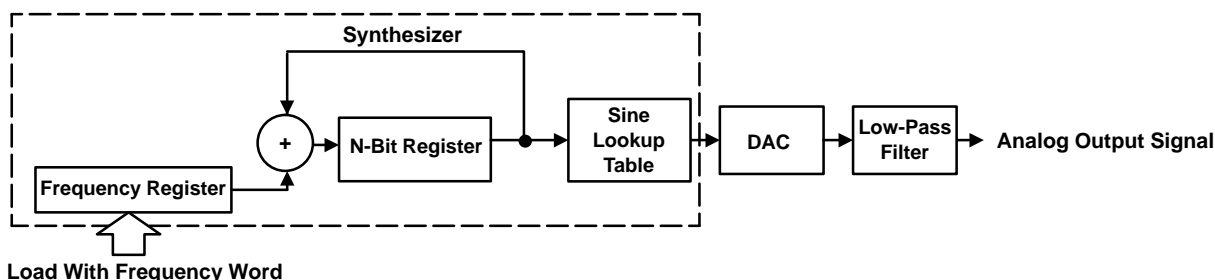 Synthesizer
+
N-Bit Register
Sine
Lookup
Table
DAC
Low-Pass
Filter
Analog Output Signal
Frequency Register
Load With Frequency Word